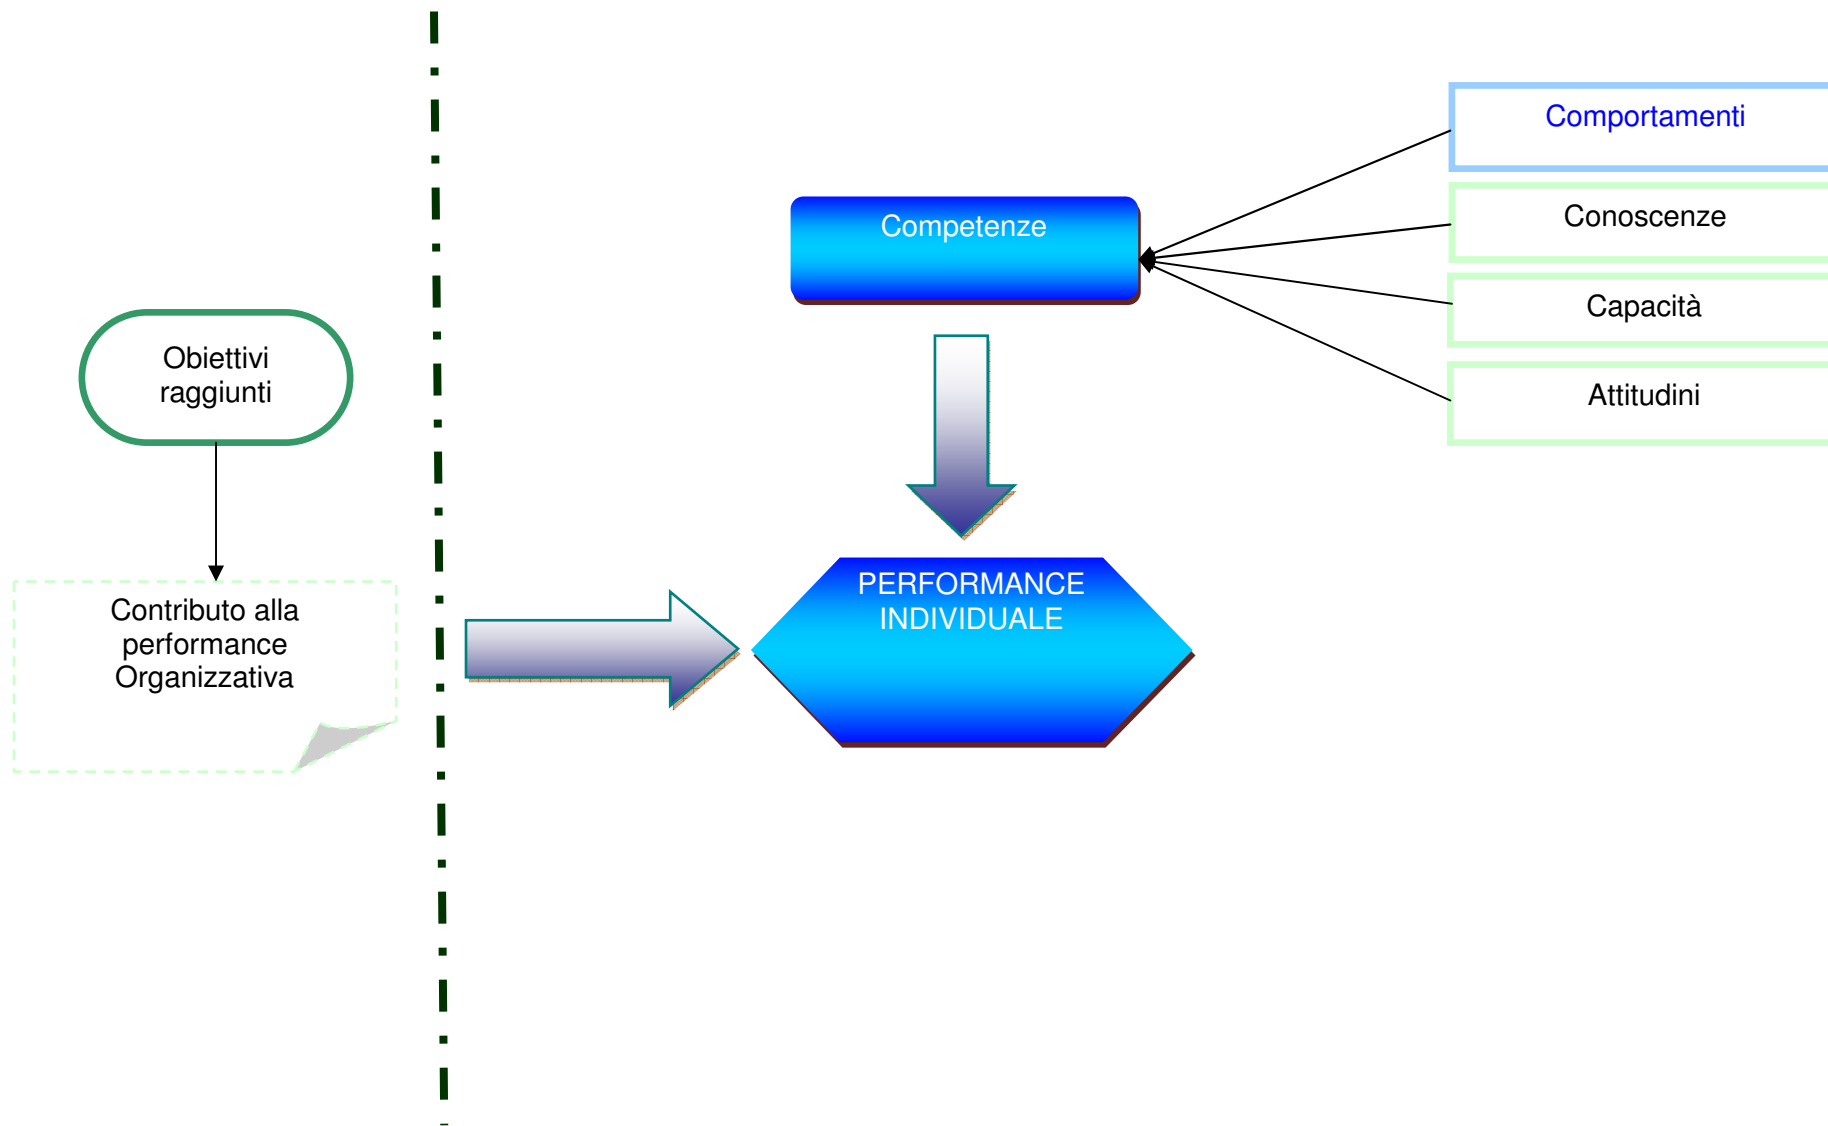 Obiettivi
raggiunti
Contributo alla
performance
Organizzativa
Competenze
PERFORMANCE
INDIVIDUALE
Comportamenti
Conoscenze
Capacità
Attitudini